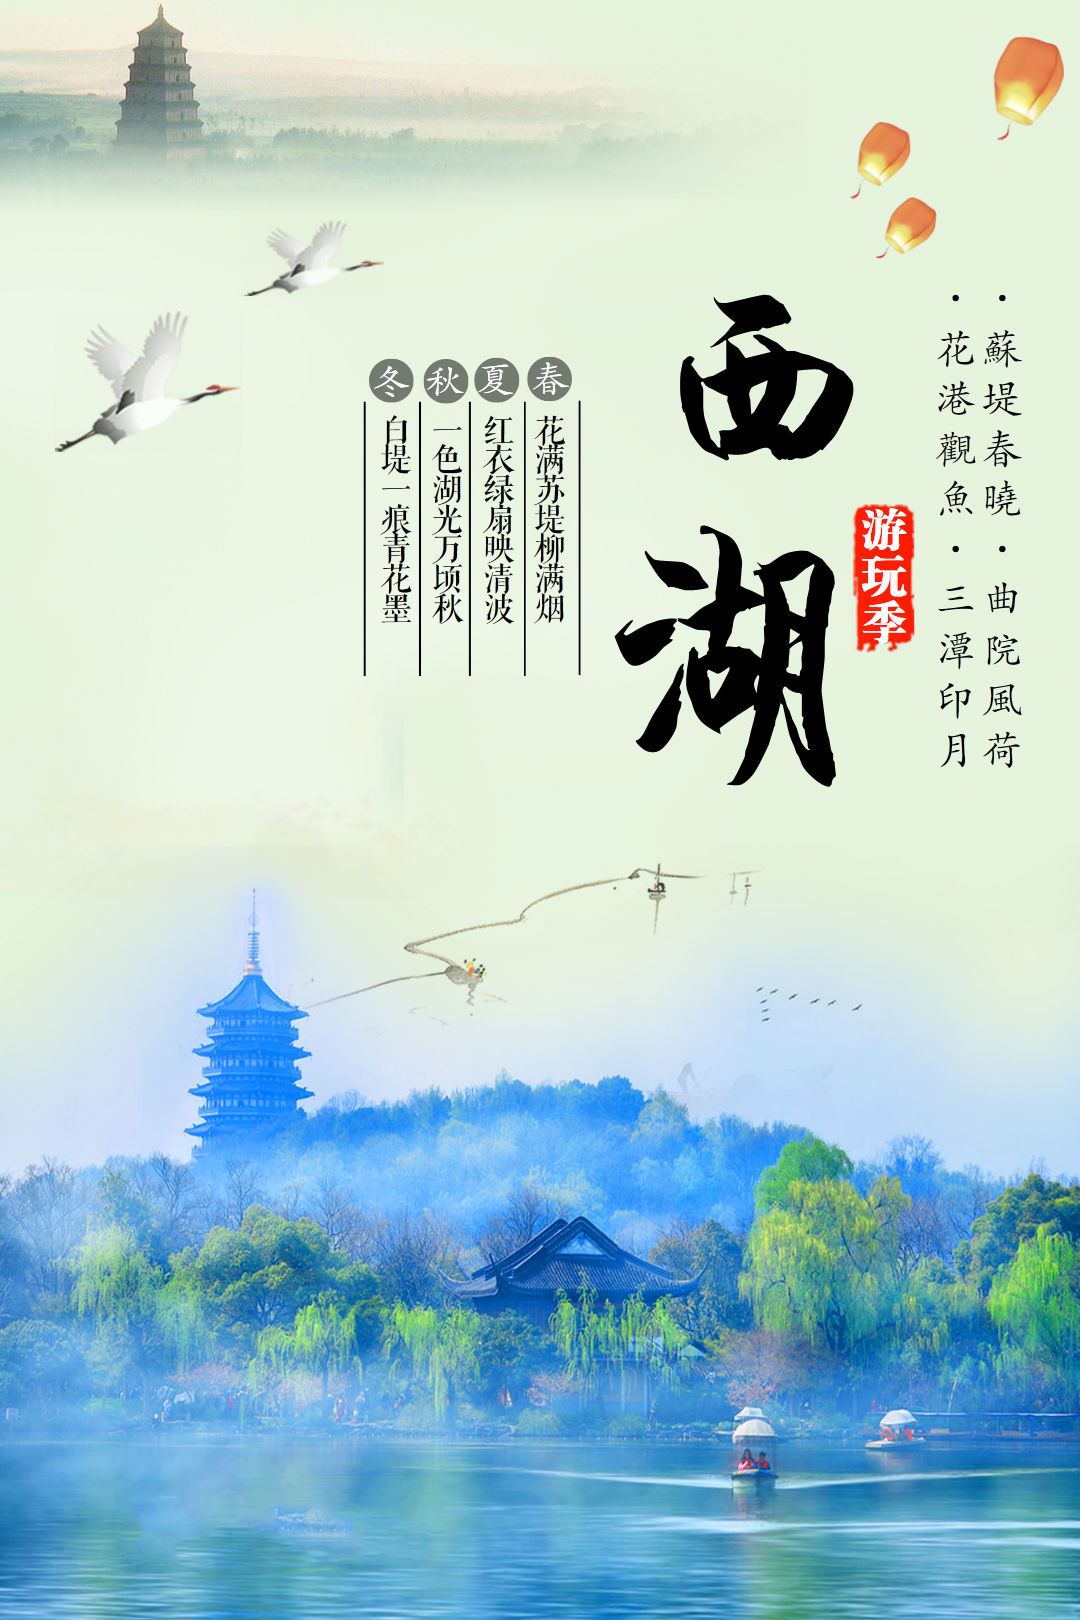 ·蘇堤春曉·曲院風荷
·花港觀魚·三潭印月
西湖
游玩季
春
花满苏堤柳满烟
夏
红衣绿扇映清波
秋
一色湖光万顷秋
冬
白堤一痕青花墨